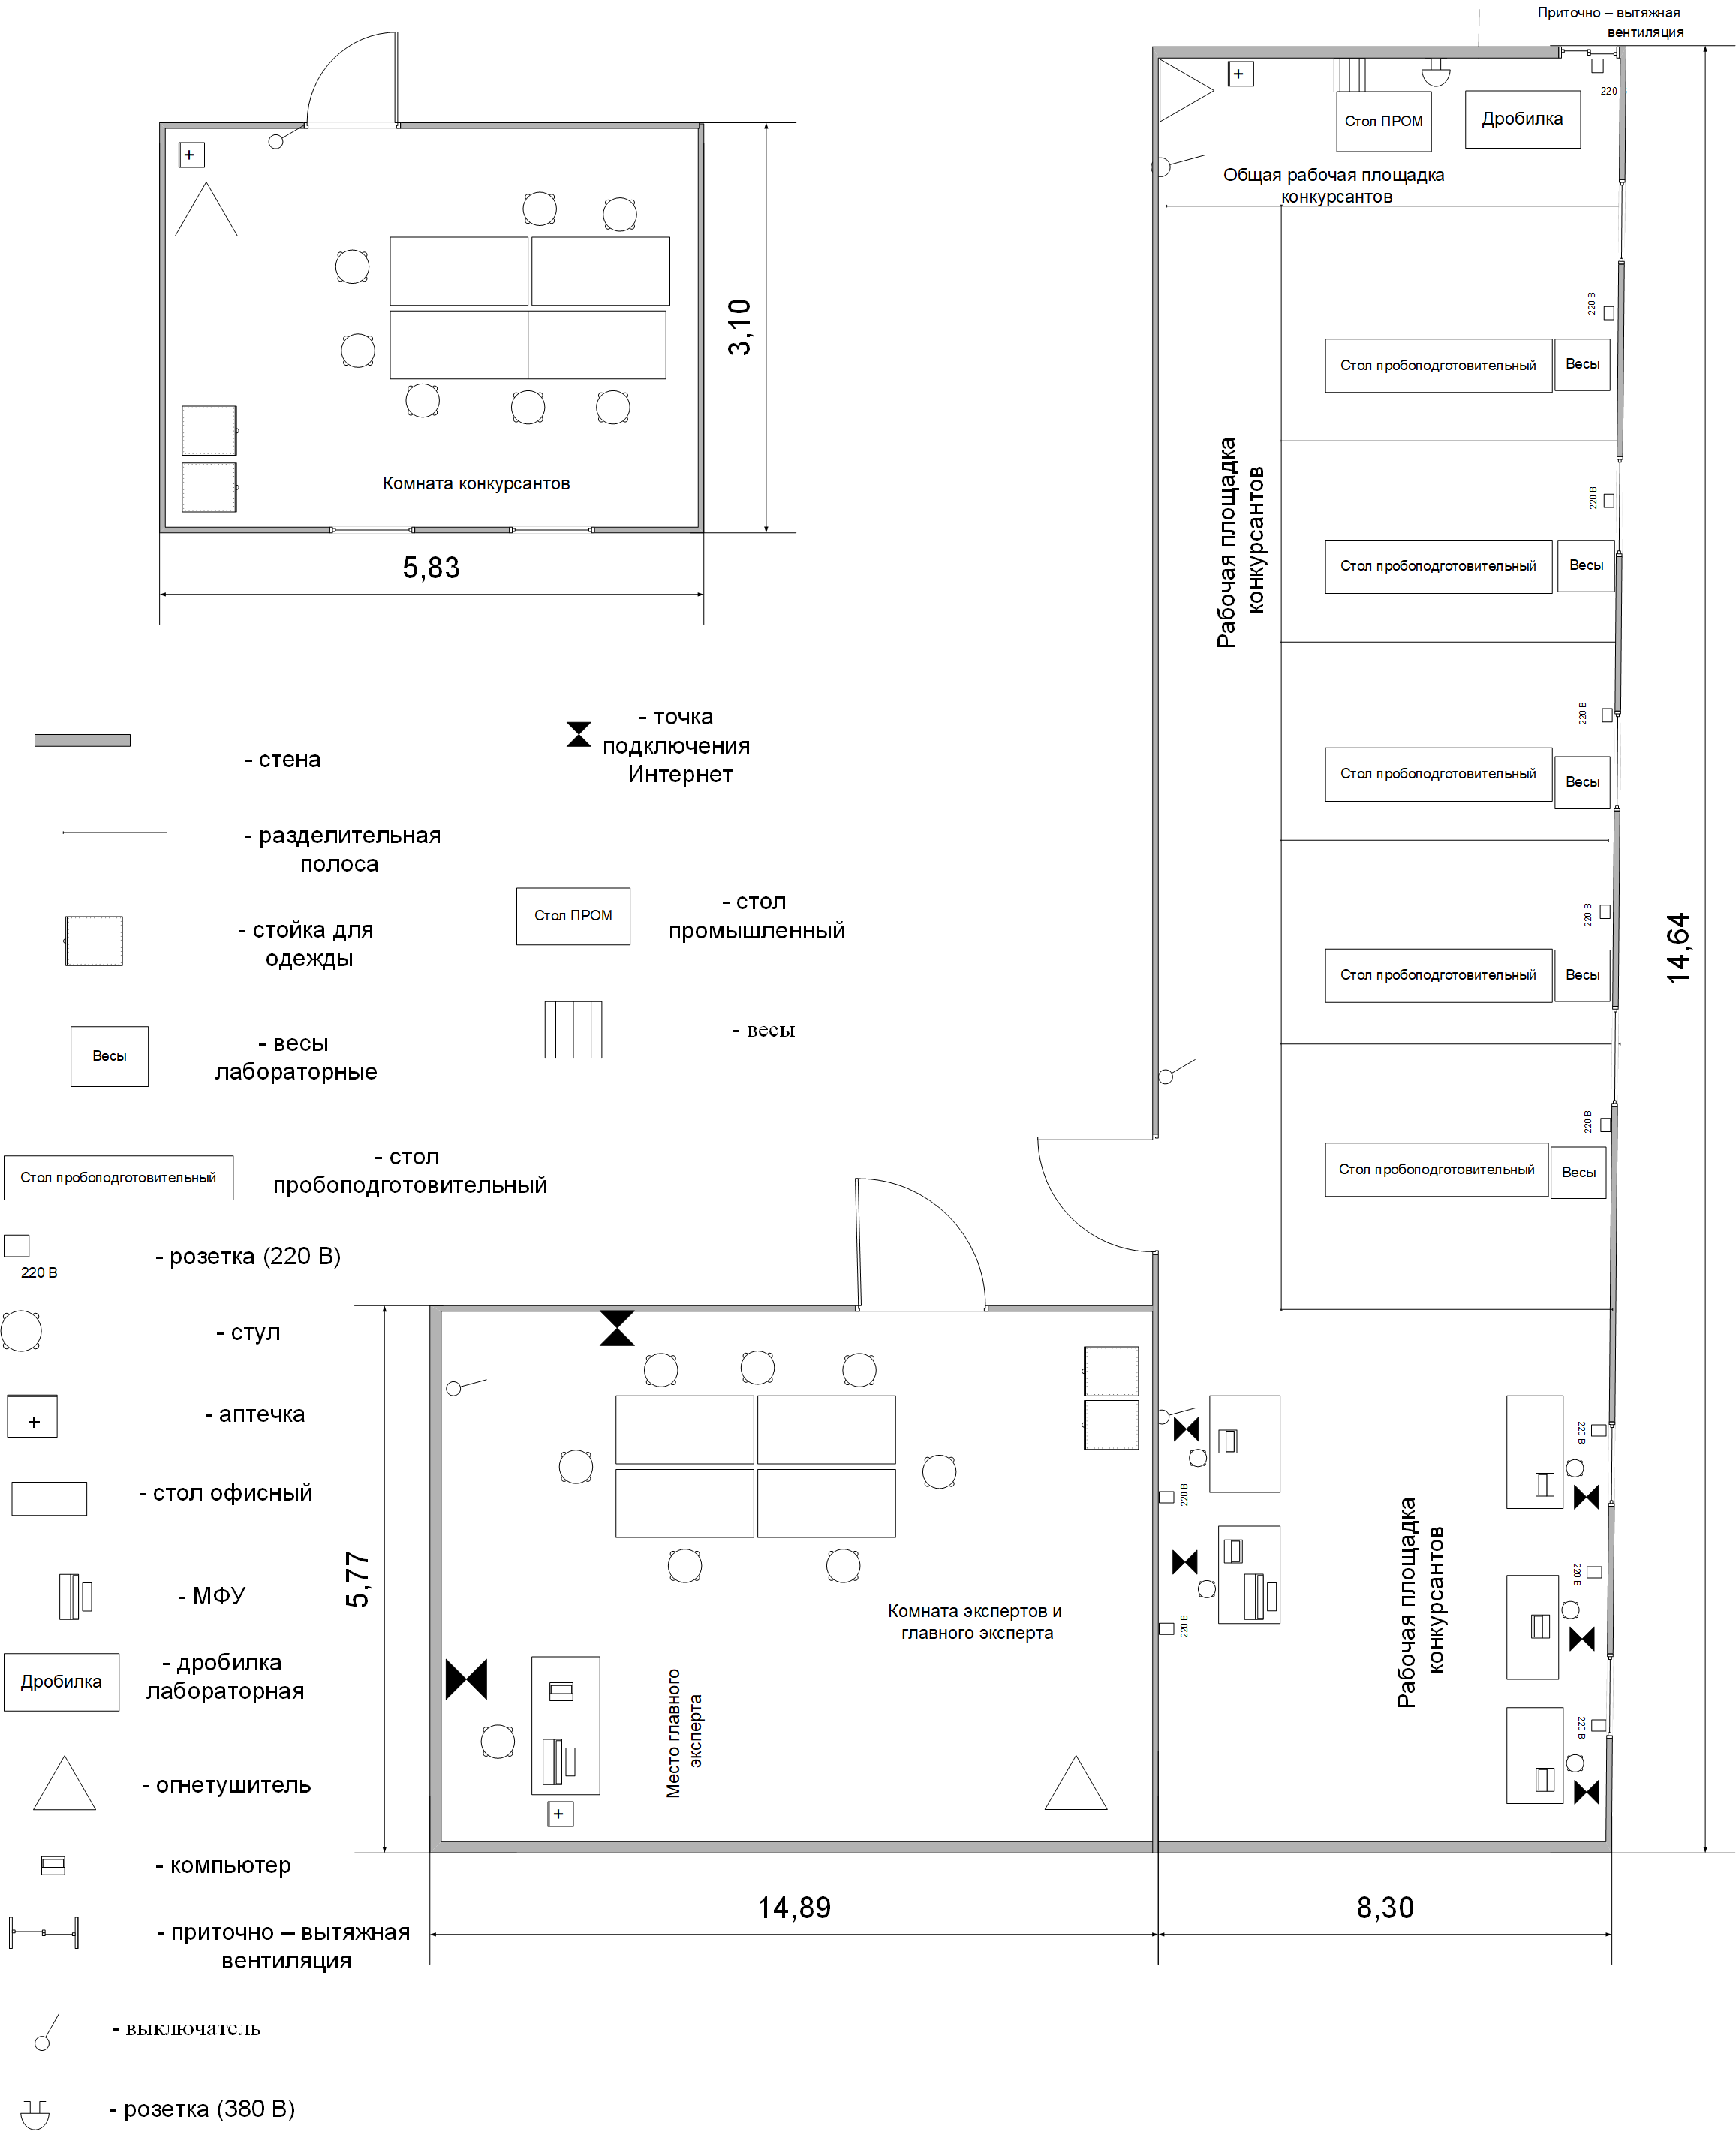 Приточно – вытяжная
вентиляция
220
Стол ПРОМ
Дробилка
Общая рабочая площадка
конкурсантов
+
+
3,10
Комната конкурсантов
5,83
220 В
Стол пробоподготовительный
Весы
Рабочая площадка
конкурсантов
220 В
Стол пробоподготовительный
Весы
220 В
Стол пробоподготовительный
Весы
220 В
Стол пробоподготовительный
Весы
220 В
Стол пробоподготовительный
Весы
14,64
- стена
- точка
подключения
Интернет
- разделительная
полоса
Стол ПРОМ
- стол
промышленный
- стойка для
одежды
- весы
Весы
- весы
лабораторные
Стол пробоподготовительный
- стол
пробоподготовительный
220 В
- розетка (220 В)
- стул
+
- аптечка
- стол офисный
- МФУ
Дробилка
- дробилка
лабораторная
- огнетушитель
- компьютер
- приточно – вытяжная
вентиляция
- выключатель
- розетка (380 В)
5,77
Комната экспертов и
главного эксперта
Место главного
эксперта
+
220 В
220 В
Рабочая площадка
конкурсантов
220 В
220 В
220 В
14,89
8,30